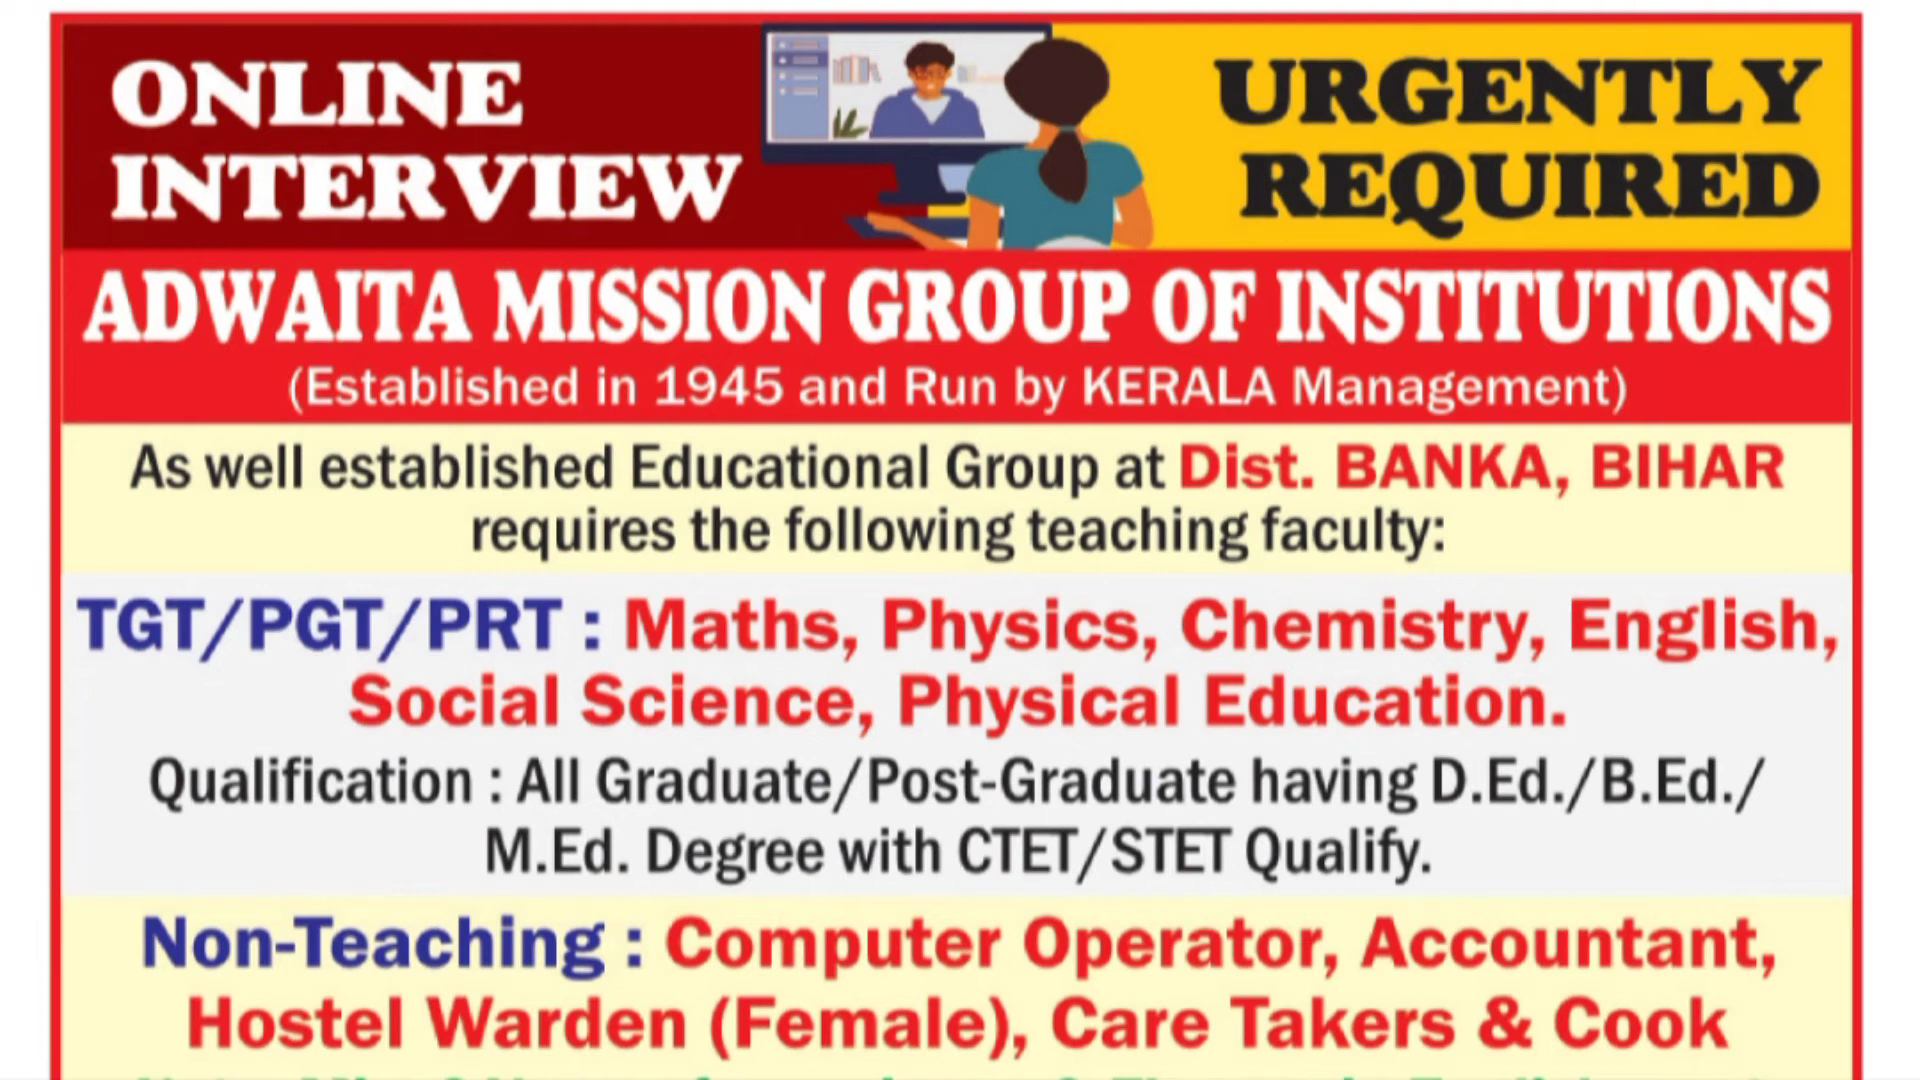 ONLINE
INTERVIEW
URGENTLY
REQUIRED
ADWAITA MISSION GROUP OF INSTITUTIONS
(Established in 1945 and Run by KERALA Management)
As well established Educational Group at Dist. BANKA, BIHAR
requires the following teaching faculty:
TGT/PGT/PRT : Maths, Physics, Chemistry, English,
Social Science, Physical Education.
Qualification : All Graduate/Post-Graduate having D.Ed./B.Ed./
M.Ed. Degree with CTET/STET Qualify.
Non-Teaching : Computer Operator, Accountant,
Hostel Warden (Female), Care Takers & Cook